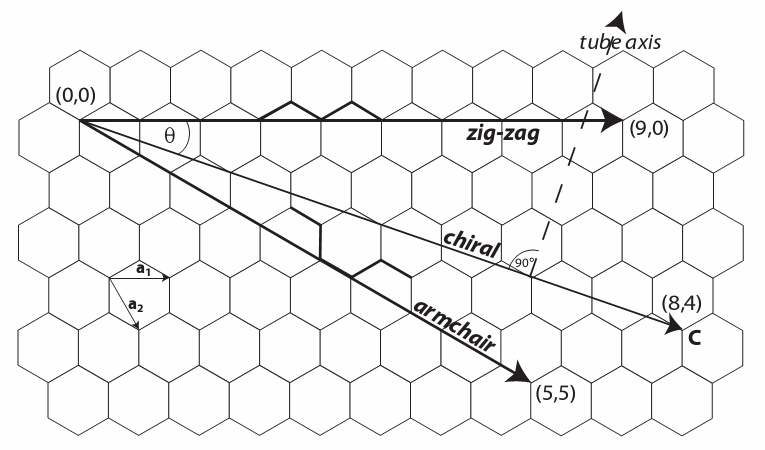 tube axis
(0,0)
θ
zig-zag
(9,0)
chiral
90°
a1
a2
armchair
(8,4)
C
(5,5)